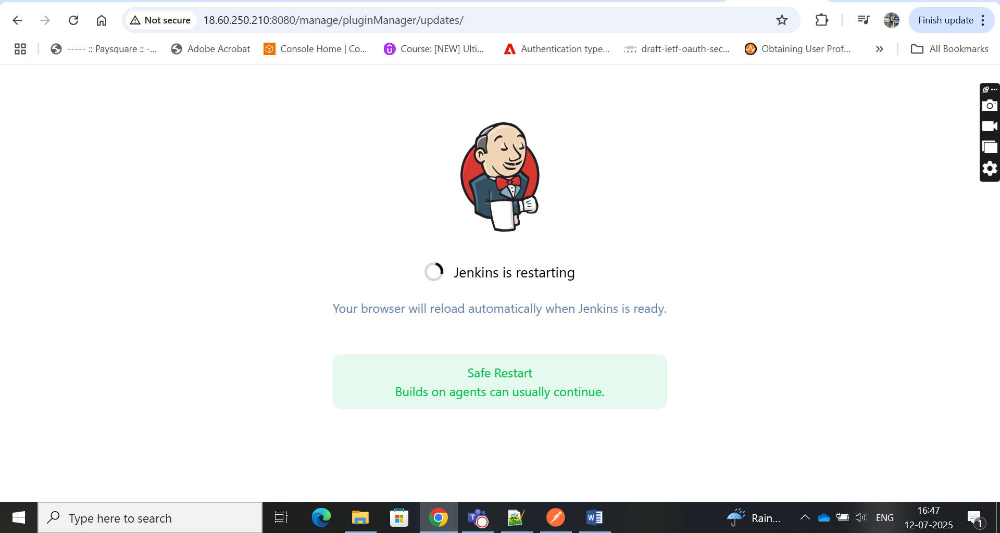 Not secure
18.60.250.210:8080/manage/pluginManager/updates/
Finish update
----- :: Paysquare :: -...
Adobe Acrobat
Console Home | Co...
Course: [NEW] Ulti...
Authentication type...
draft-ietf-oauth-sec...
Obtaining User Prof...
All Bookmarks
Jenkins is restarting
Your browser will reload automatically when Jenkins is ready.
Safe Restart
Builds on agents can usually continue.
Type here to search
Rain...
ENG
16:47
12-07-2025
1